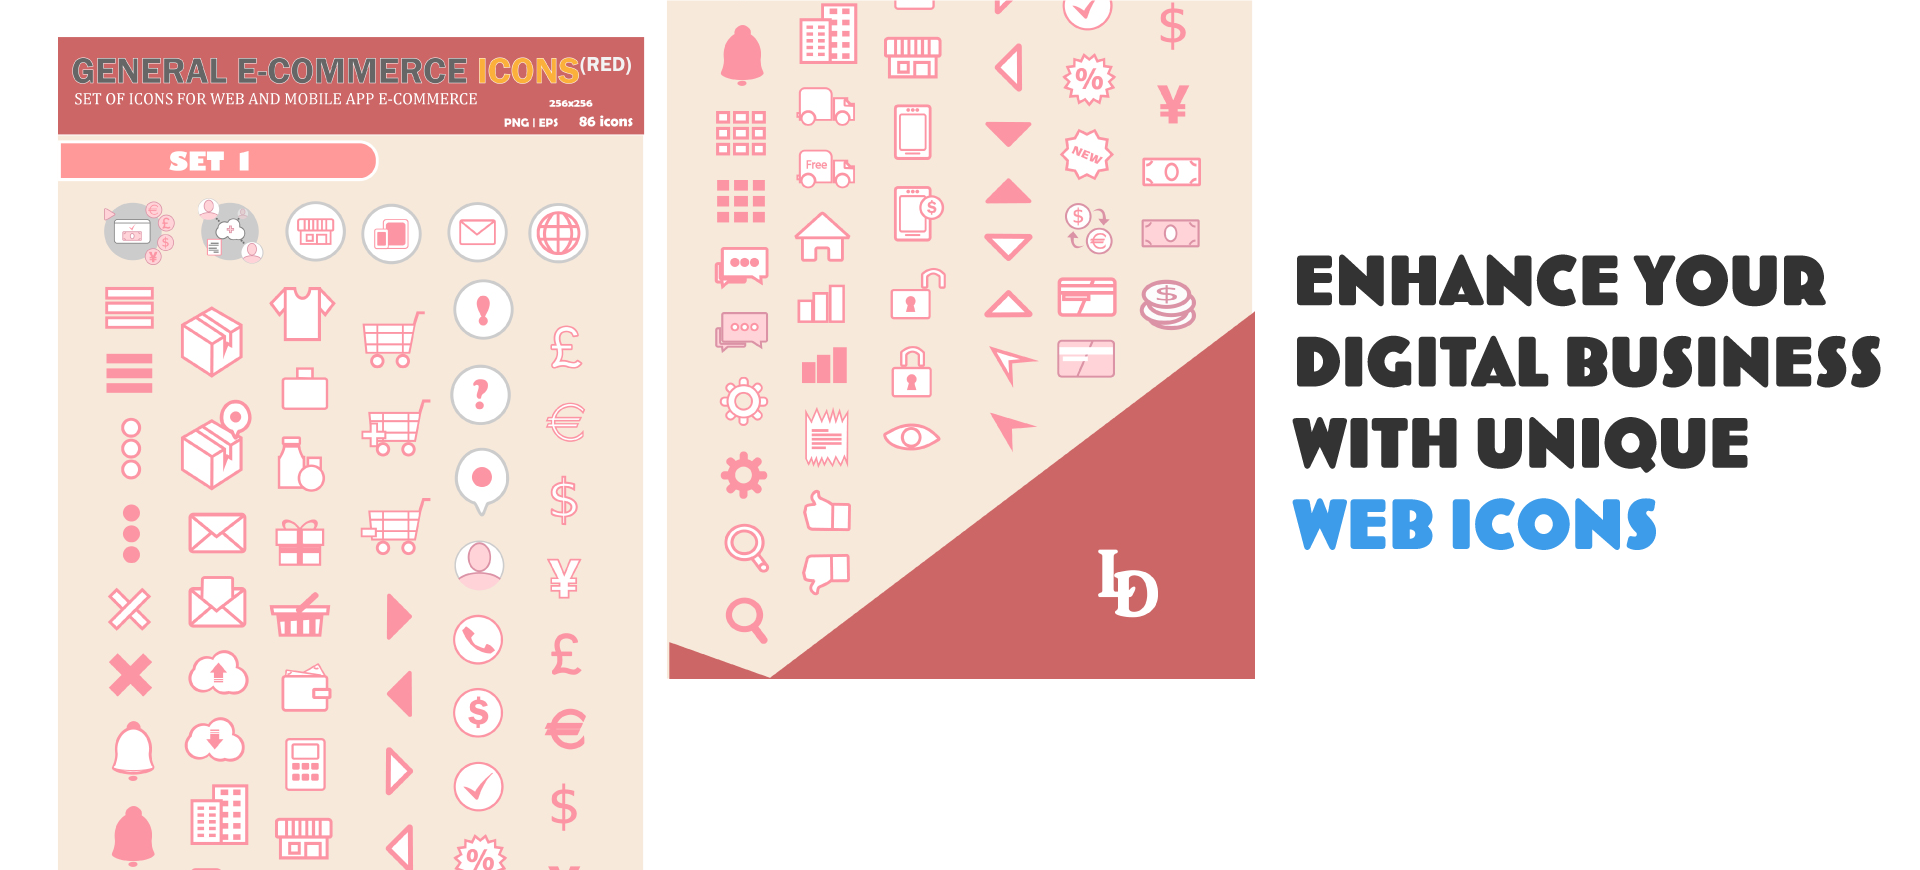 GENERAL E-COMMERCE ICONS(RED)
SET OF ICONS FOR WEB AND MOBILE APP E-COMMERCE
256x256
PNG | EPS 86 icons
SET 1
Free
%
NEW
$
€
£
¥
LD
ENHANCE YOUR
DIGITAL BUSINESS
WITH UNIQUE
WEB ICONS